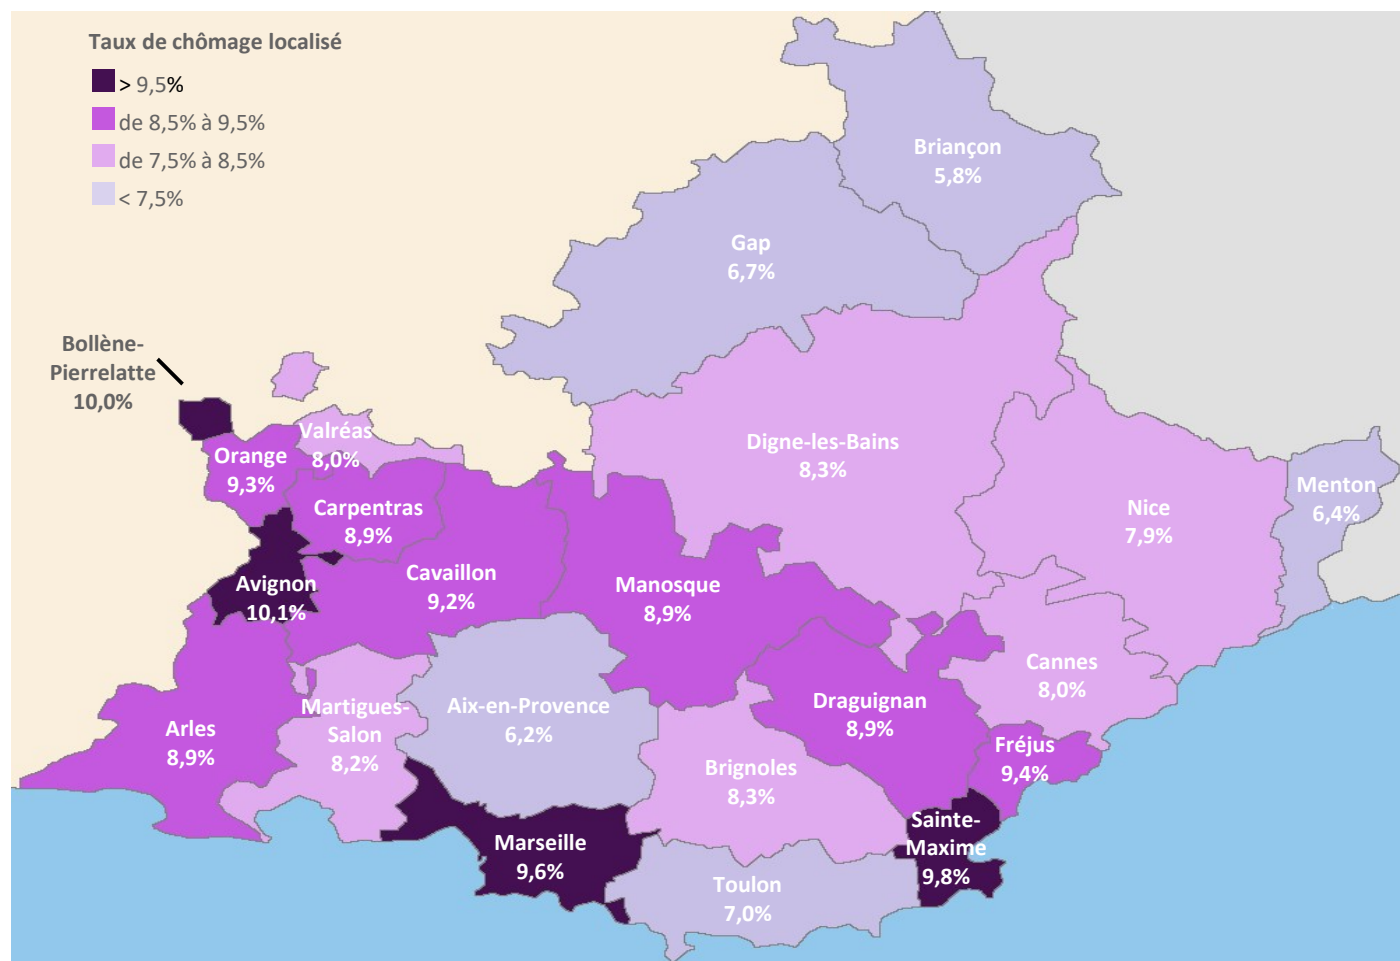 Taux de chômage localisé
> 9,5%
de 8,5% à 9,5%
de 7,5% à 8,5%
< 7,5%
Briançon
5,8%
Gap
6,7%
Bollène-
Pierrelatte
10,0%
Valréas
8,0%
Orange
9,3%
Digne-les-Bains
8,3%
Menton
6,4%
Carpentras
8,9%
Nice
7,9%
Avignon
10,1%
Cavaillon
9,2%
Manosque
8,9%
Cannes
8,0%
Arles
8,9%
Martigues-
Salon
8,2%
Aix-en-Provence
6,2%
Draguignan
8,9%
Fréjus
9,4%
Brignoles
8,3%
Sainte-
Maxime
9,8%
Marseille
9,6%
Toulon
7,0%